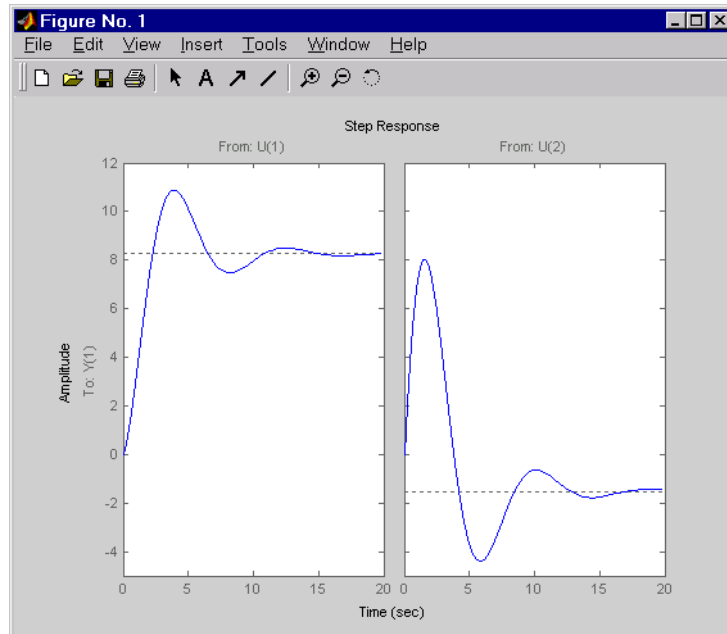 Figure No. 1
File Edit View Insert Tools Window Help
A
Step Response
From: U(1)
From: U(2)
12
10
8
6
4
2
0
-2
-4
Amplitude
To: Y(1)
0 5 10 15 20
0 5 10 15 20
Time (sec)